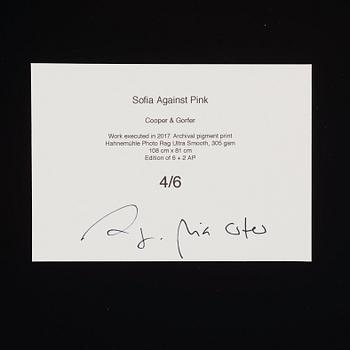 Sofia Against Pink
Cooper & Gorfer
Work executed in 2017. Archival pigment print
Hahnemühle Photo Rag Ultra Smooth, 305 gsm
108 cm x 81 cm
Edition of 6 + 2 AP
4/6